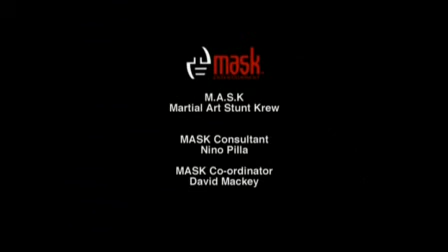 mask
M.A.S.K
Martial Art Stunt Krew
MASK Consultant
Nino Pilla
MASK Co-ordinator
David Mackey